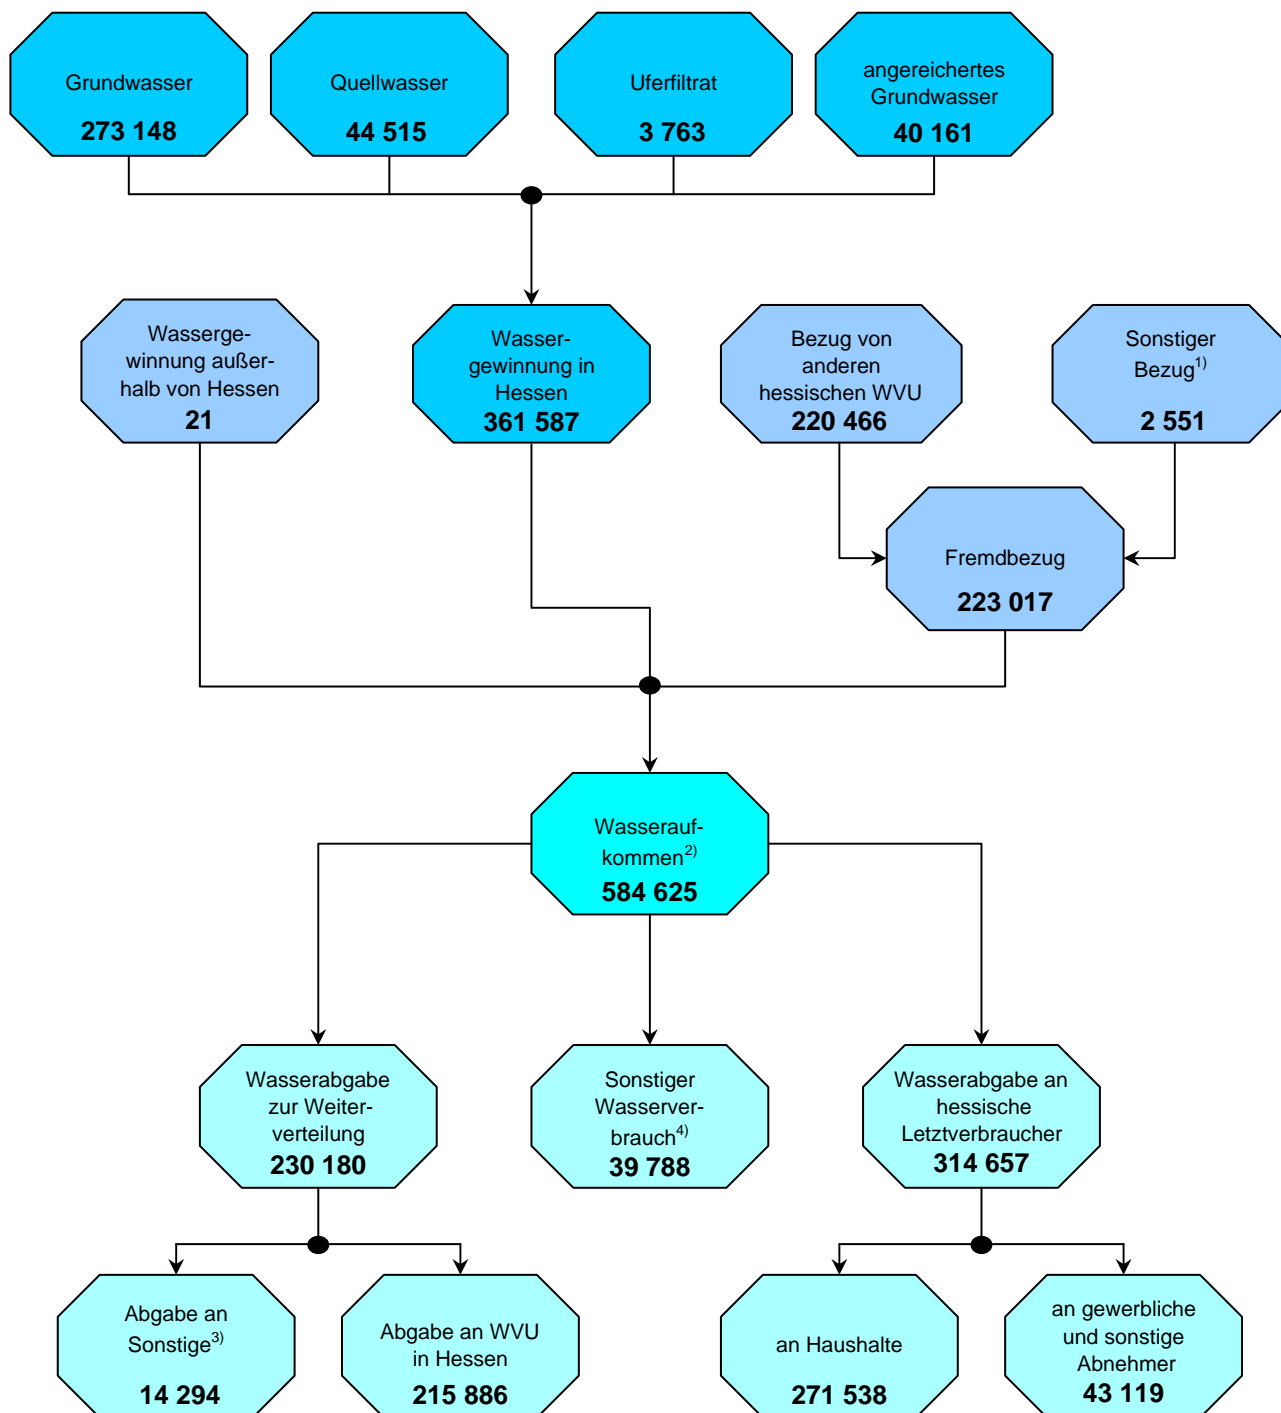 Grundwasser
273 148
Quellwasser
44 515
Uferfiltrat
3 763
angereichertes
Grundwasser
40 161
Wasserge-
winnung außer-
halb von Hessen
21
Wasser-
gewinnung in
Hessen
361 587
Bezug von
anderen
hessischen WVU
220 466
Sonstiger
Bezug1)
2 551
Fremdbezug
223 017
Wasserauf-
kommen2)
584 625
Wasserabgabe
zur Weiter-
verteilung
230 180
Sonstiger
Wasserver-
brauch4)
39 788
Wasserabgabe an
hessische
Letztverbraucher
314 657
Abgabe an
Sonstige3)
14 294
Abgabe an WVU
in Hessen
215 886
an Haushalte
271 538
an gewerbliche
und sonstige
Abnehmer
43 119